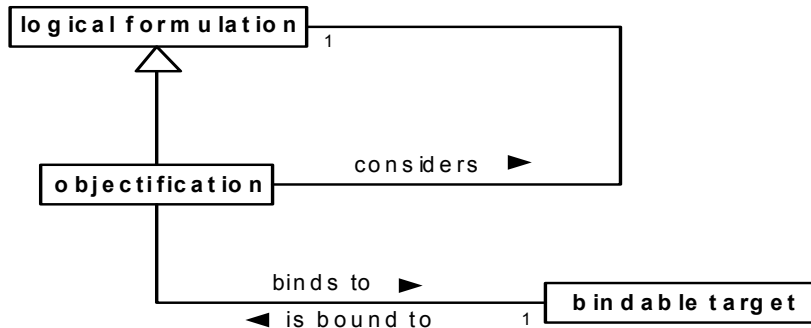 logical formulation
1
considers
objectification
binds to
is bound to
1
bindable target